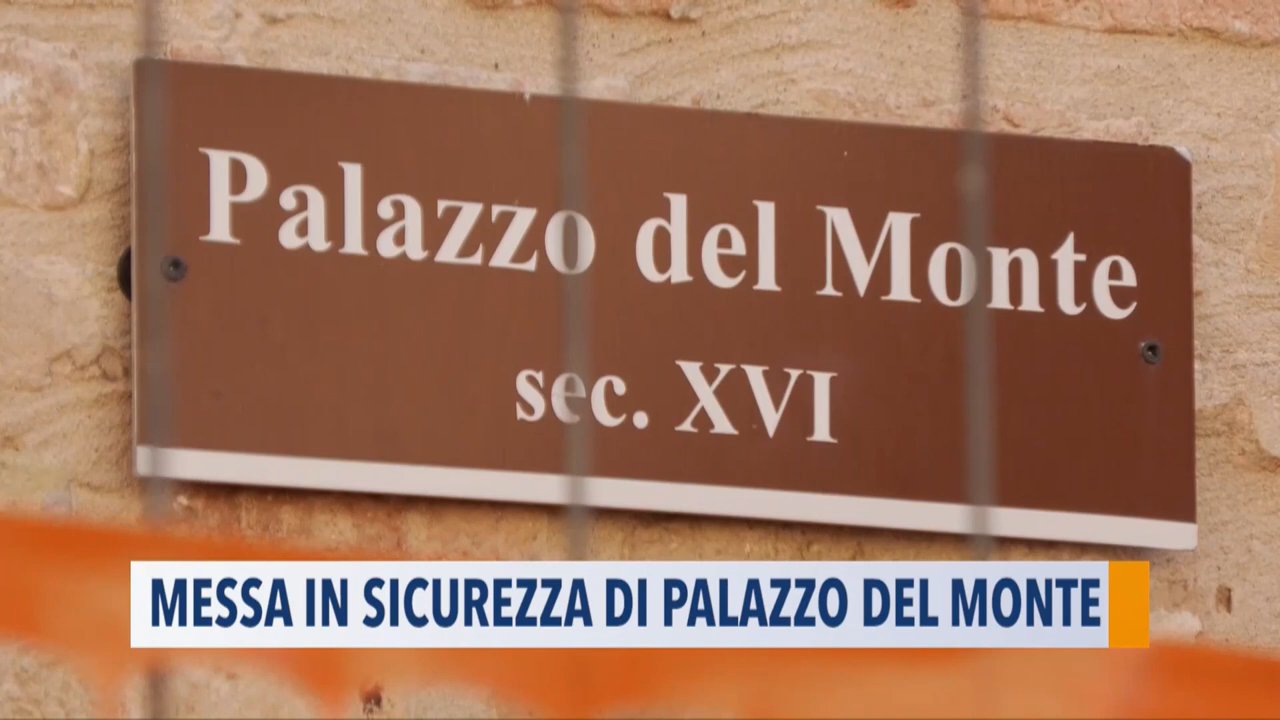 Palazzo del Monte
sec. XVI
MESSA IN SICUREZZA DI PALAZZO DEL MONTE